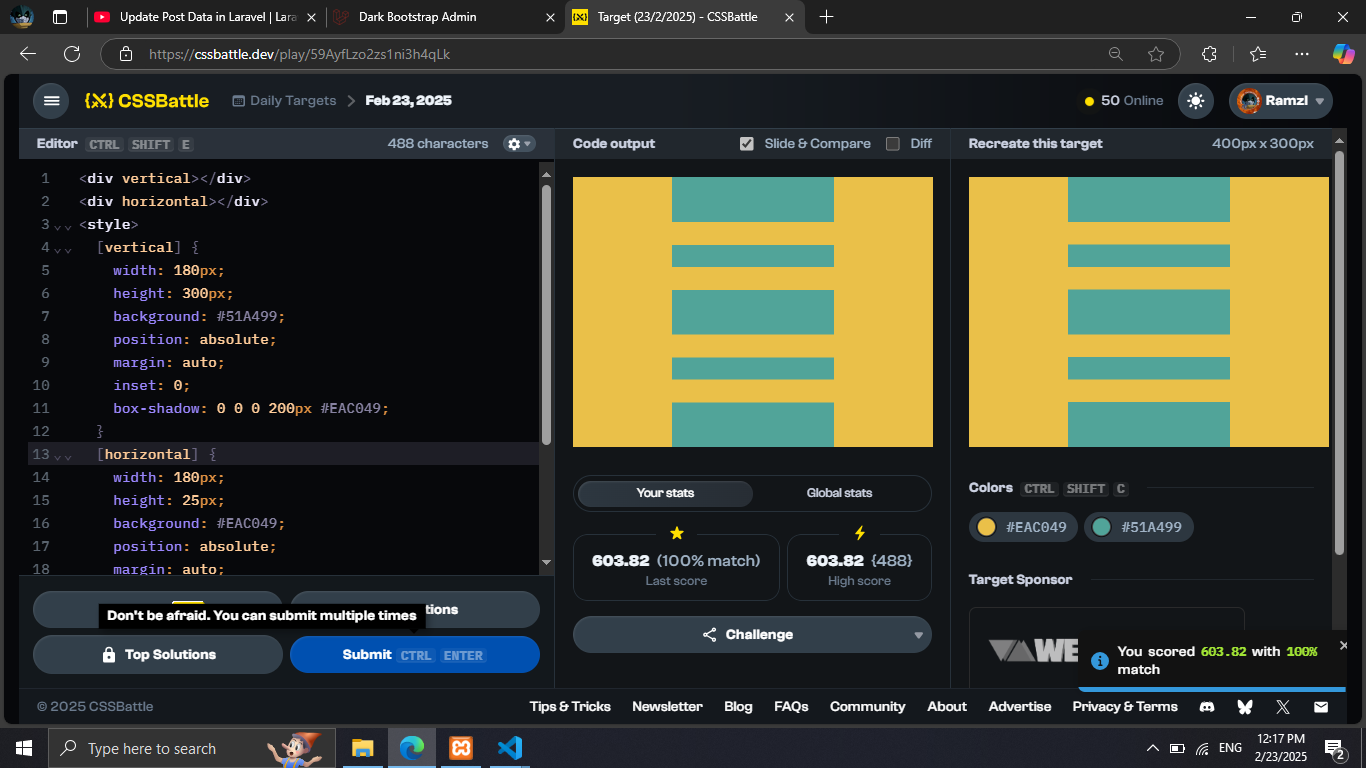 Update Post Data in Laravel | Lara
Dark Bootstrap Admin
Target (23/2/2025) - CSSBattle
https://cssbattle.dev/play/59AyfLzo2zs1ni3h4qLk
CSSBattle
Daily Targets
Feb 23, 2025
50 Online
Ramzl
Editor CTRL SHIFT E
488 characters
Code output
Slide & Compare
Diff
Recreate this target
400px x 300px
1 <div vertical></div>
2 <div horizontal></div>
3 <style>
4 [vertical] {
5 width: 180px;
6 height: 300px;
7 background: #51A499;
8 position: absolute;
9 margin: auto;
10 inset: 0;
11 box-shadow: 0 0 0 200px #EAC049;
12 }
13 [horizontal] {
14 width: 180px;
15 height: 25px;
16 background: #EAC049;
17 position: absolute;
18 margin: auto;
Your stats
Global stats
603.82 (100% match)
Last score
603.82 {488}
High score
Challenge
Colors CTRL SHIFT C
#EAC049
#51A499
Target Sponsor
WE
Don't be afraid. You can submit multiple times
tions
Top Solutions
Submit CTRL ENTER
You scored 603.82 with 100%
match
© 2025 CSSBattle
Tips & Tricks
Newsletter
Blog
FAQs
Community
About
Advertise
Privacy & Terms
Type here to search
ENG
12:17 PM
2/23/2025
2